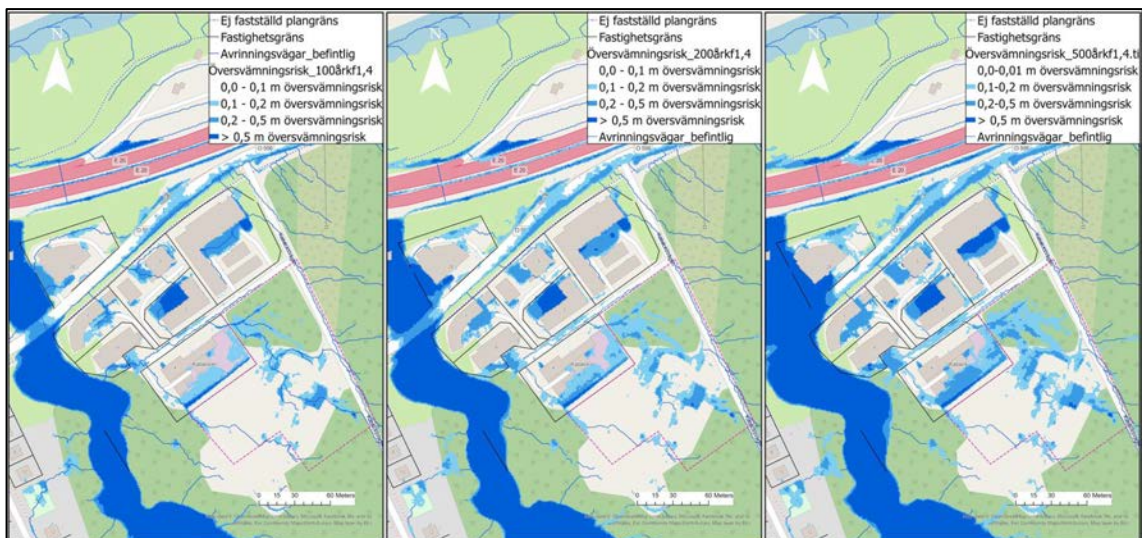 Ej fastställd plangräns
Fastighetsgräns
Avrinningsvägar_befintlig
Översvämningsrisk_100årkf1,4
0,0 - 0,1 m översvämningsrisk
0,1 - 0,2 m översvämningsrisk
0,2 - 0,5 m översvämningsrisk
> 0,5 m översvämningsrisk
N
E 20
E 20
0 15 30 60 Meters
Ej fastställd plangräns
Fastighetsgräns
Översvämningsrisk_200årkf1,4
0,0 - 0,1 m översvämningsrisk
0,1 - 0,2 m översvämningsrisk
0,2 - 0,5 m översvämningsrisk
> 0,5 m översvämningsrisk
Avrinningsvägar_befintlig
N
E 20
E 20
0 15 30 60 Meters
Ej fastställd plangräns
Fastighetsgräns
Översvämningsrisk_500årkf1,4.ti
0,0-0,01 m översvämningsrisk
0,1-0,2 m översvämningsrisk
0,2-0,5 m översvämningsrisk
> 0,5 m översvämningsrisk
Avrinningsvägar_befintlig
N
E 20
E 20
0 15 30 60 Meters